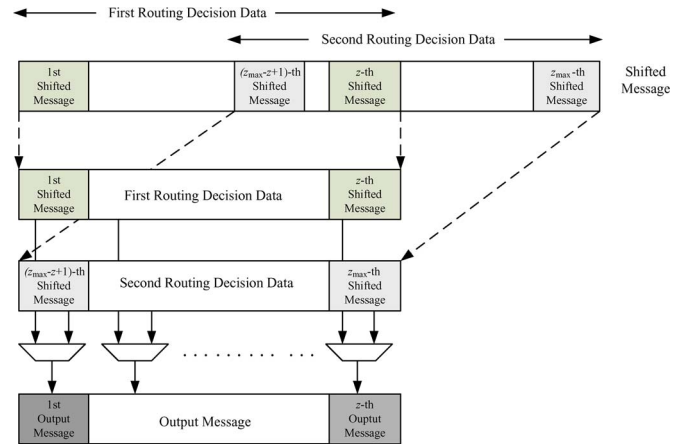 First Routing Decision Data
Second Routing Decision Data
1st
Shifted
Message
(zmax-z+1)-th
Shifted
Message
z-th
Shifted
Message
zmax-th
Shifted
Message
Shifted
Message
1st
Shifted
Message
First Routing Decision Data
z-th
Shifted
Message
(zmax-z+1)-th
Shifted
Message
Second Routing Decision Data
zmax-th
Shifted
Message
1st
Output
Message
Output Message
z-th
Ouptut
Message